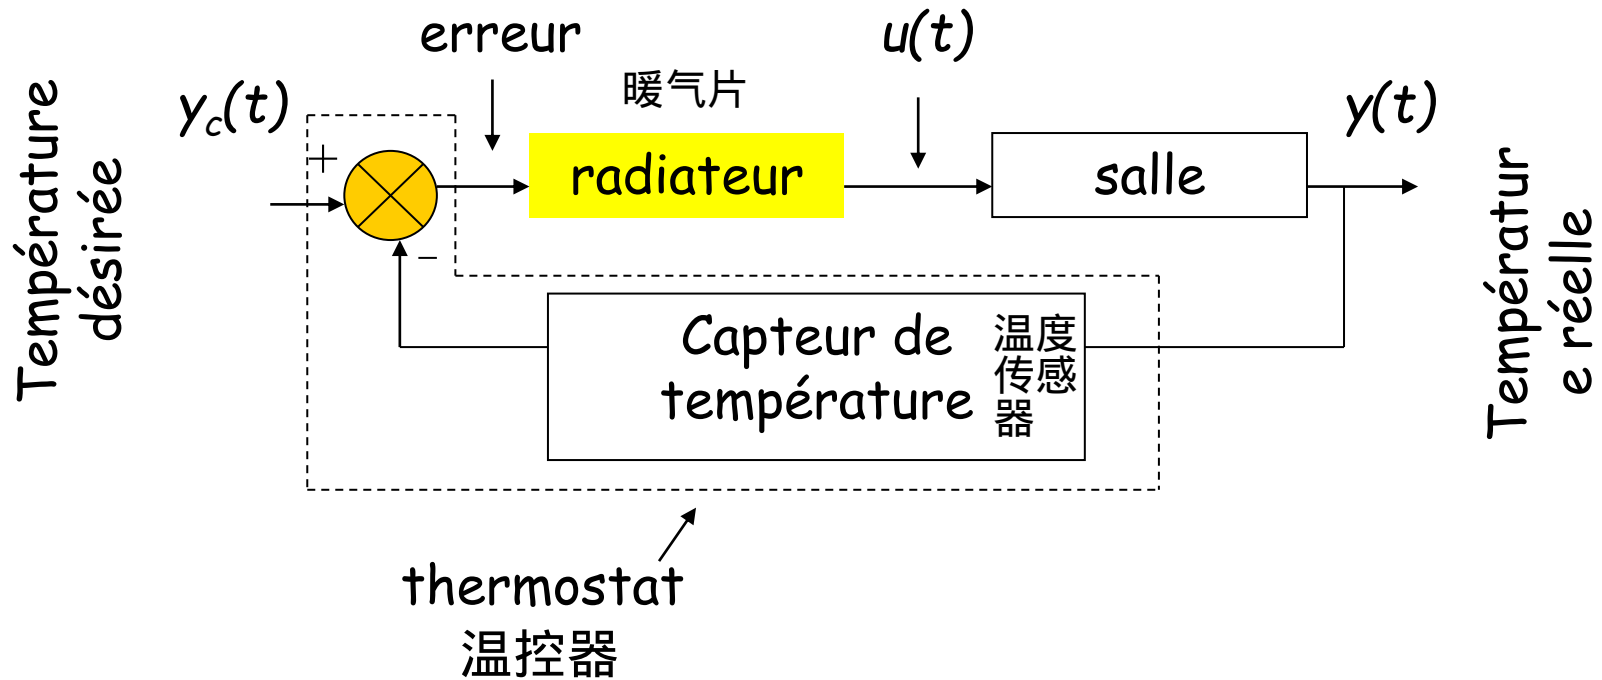 erreur
u(t)
暖气片
yc(t)
y(t)
Température
désirée
+
radiateur
salle
Températur
e réelle
−
Capteur de
température
温度
传感
器
thermostat
温控器